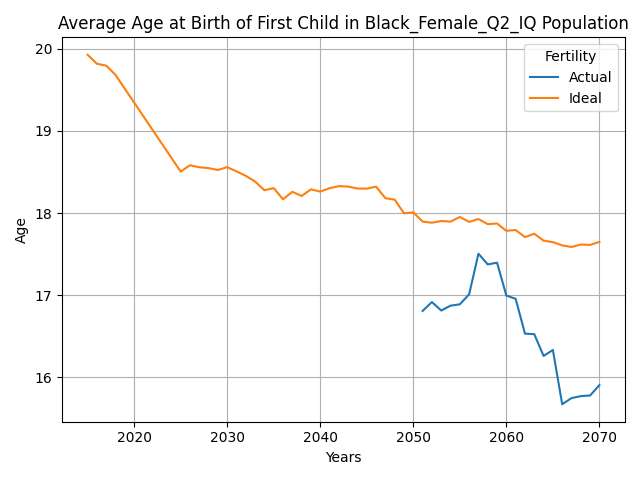 Average Age at Birth of First Child in Black_Female_Q2_IQ Population
Fertility
Actual
Ideal
20
19
18
17
16
Age
2020 2030 2040 2050 2060 2070
Years